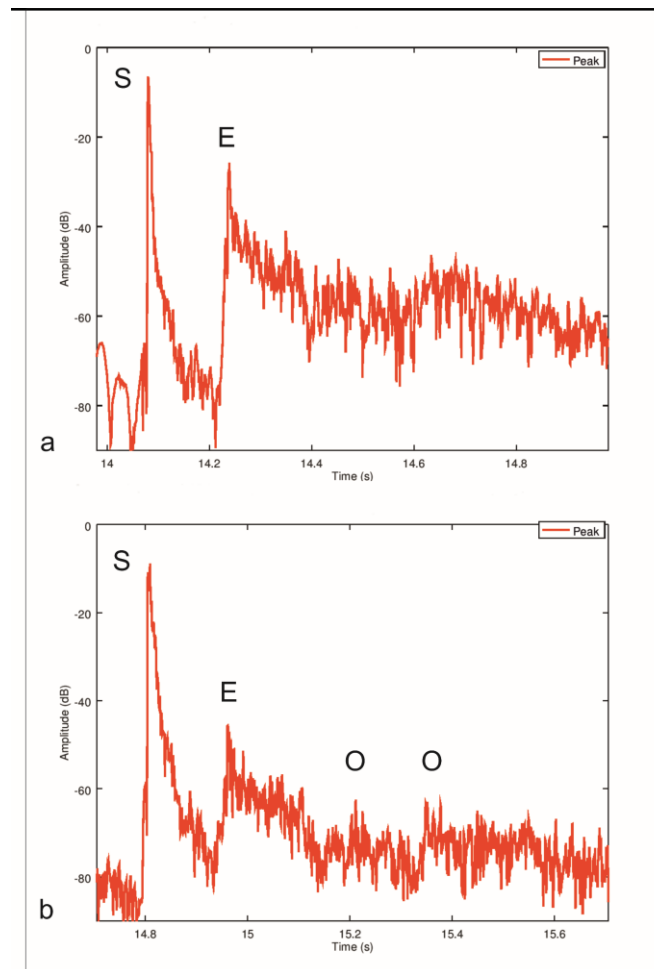 0
Peak
S
E
-20
-40
-60
-80
Amplitude (dB)
a
14
14.2
14.4
14.6
14.8
Time (s)
0
Peak
S
E
O
O
-20
-40
-60
-80
Amplitude (dB)
b
14.8
15
15.2
15.4
15.6
Time (s)